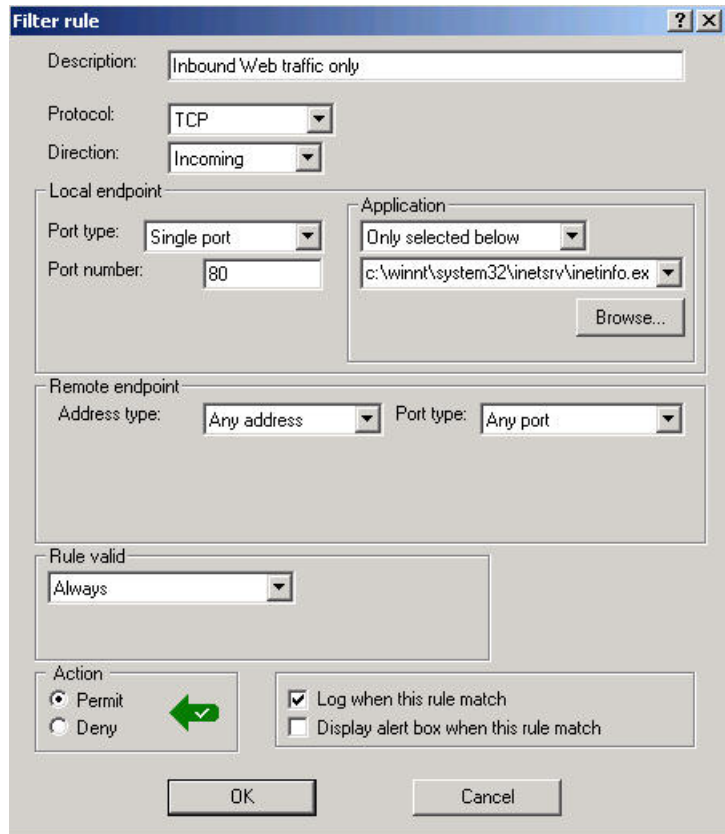 Filter rule
Description: Inbound Web traffic only
Protocol: TCP
Direction: Incoming
Local endpoint
Port type: Single port
Port number: 80
Application
Only selected below
c:\winnt\system32\inetsrv\inetinfo.ex
Browse...
Remote endpoint
Address type: Any address Port type: Any port
Rule valid
Always
Action
Permit
Deny
Log when this rule match
Display alert box when this rule match
OK Cancel